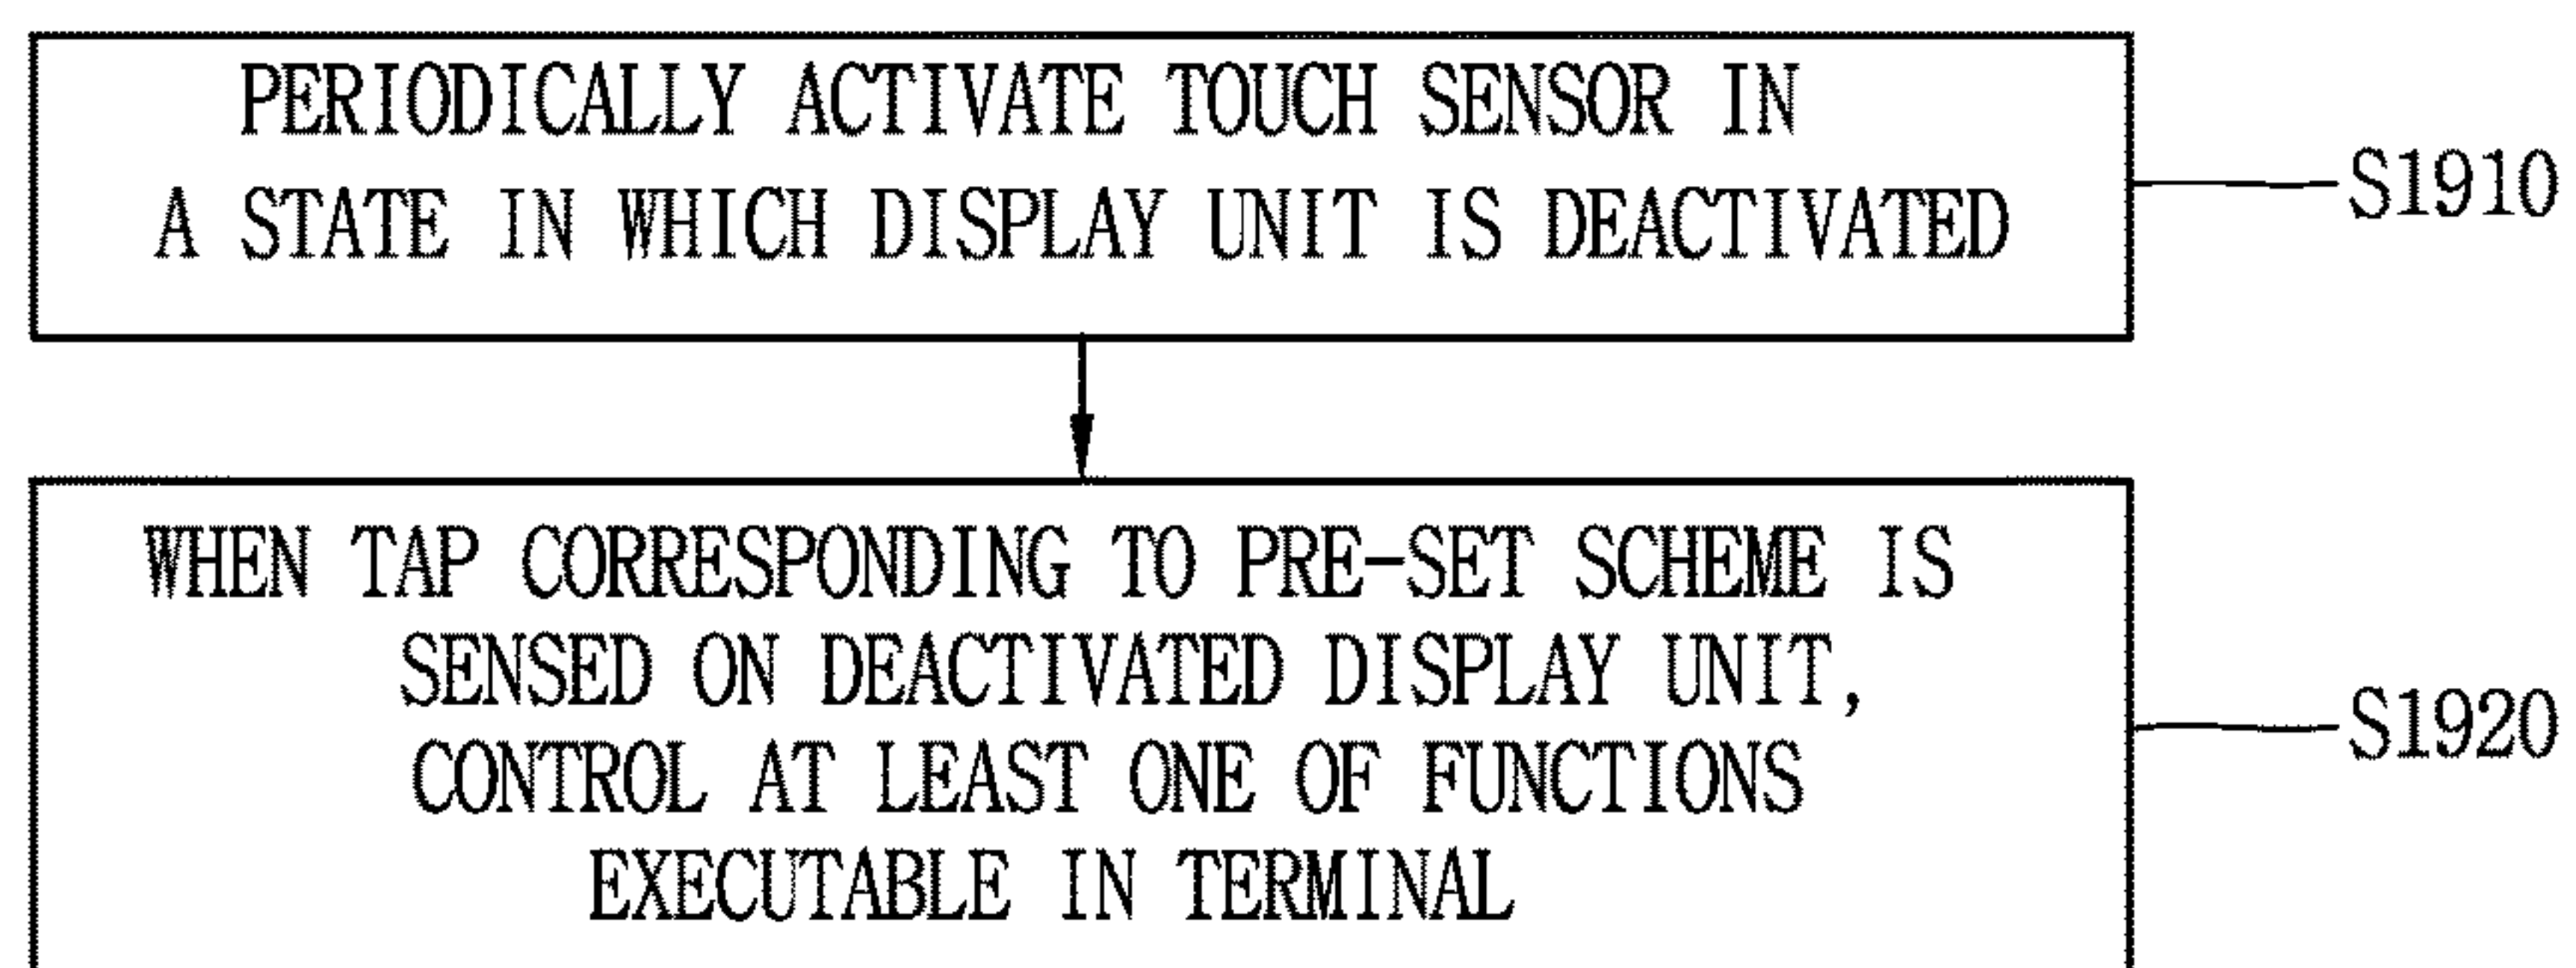 PERIODICALLY ACTIVATE TOUCH SENSOR IN
A STATE IN WHICH DISPLAY UNIT IS DEACTIVATED
S1910
WHEN TAP CORRESPONDING TO PRE-SET SCHEME IS
SENSED ON DEACTIVATED DISPLAY UNIT,
CONTROL AT LEAST ONE OF FUNCTIONS
EXECUTABLE IN TERMINAL
S1920